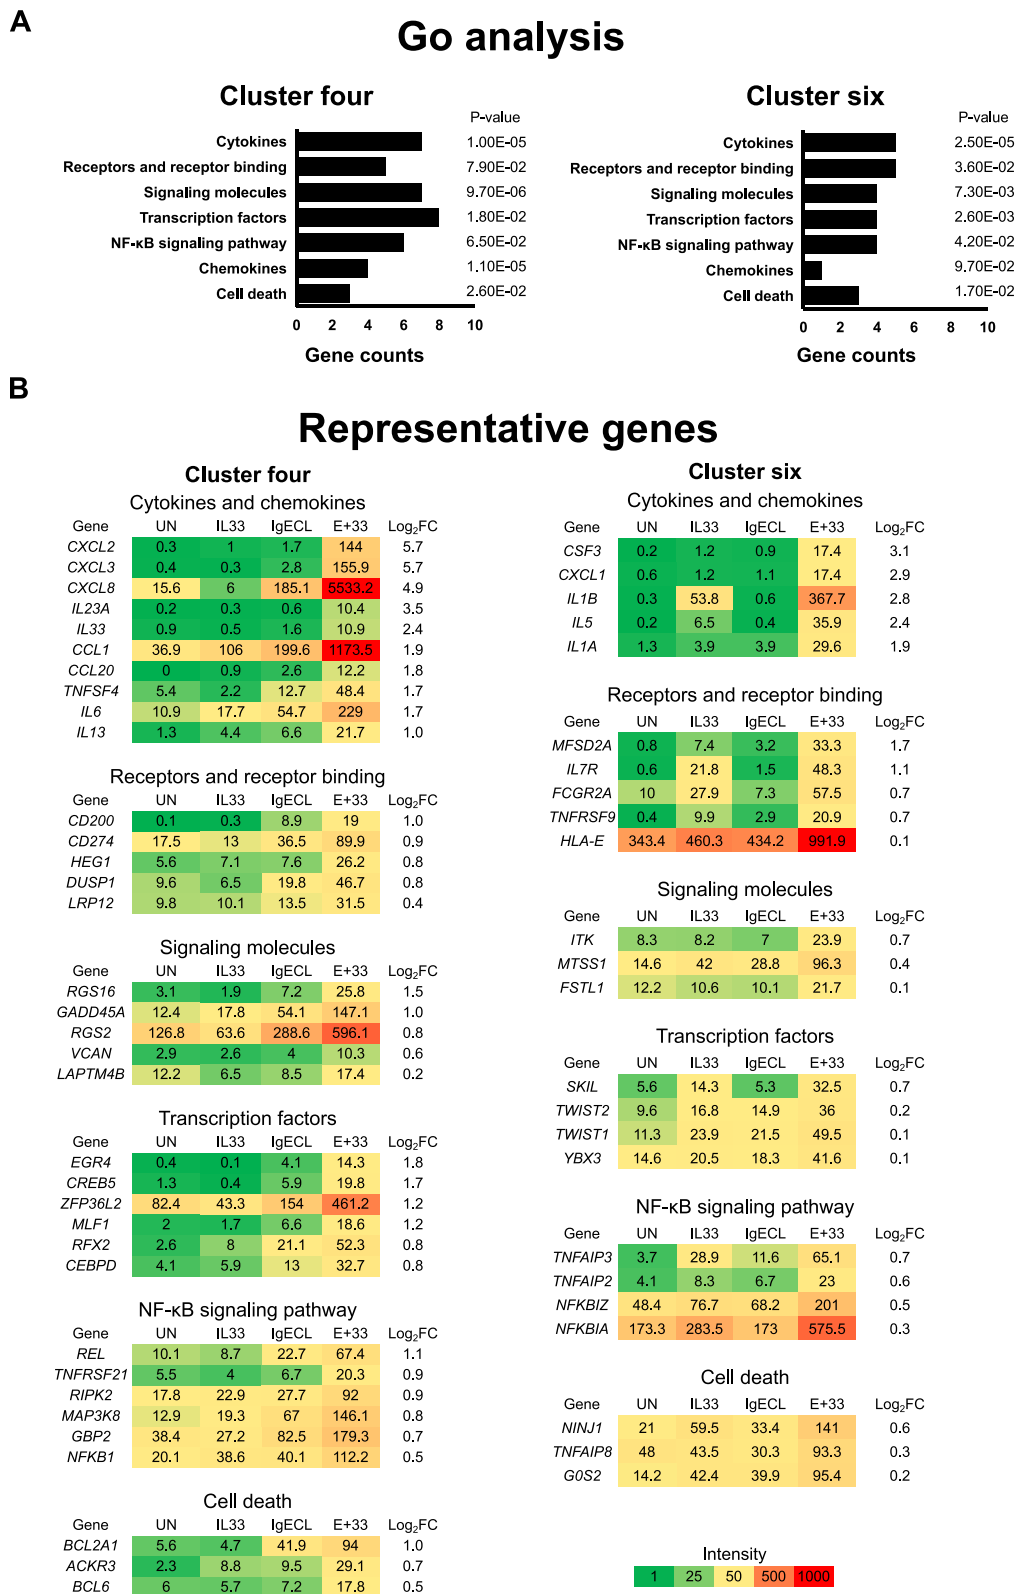 A
Go analysis
Cluster four
P-value
Cytokines 1.00E-05
Receptors and receptor binding 7.90E-02
Signaling molecules 9.70E-06
Transcription factors 1.80E-02
NF-κB signaling pathway 6.50E-02
Chemokines 1.10E-05
Cell death 2.60E-02
0 2 4 6 8 10
Gene counts
Cluster six
P-value
Cytokines 2.50E-05
Receptors and receptor binding 3.60E-02
Signaling molecules 7.30E-03
Transcription factors 2.60E-03
NF-κB signaling pathway 4.20E-02
Chemokines 9.70E-02
Cell death 1.70E-02
0 2 4 6 8 10
Gene counts
B
Representative genes
Cluster four
Cytokines and chemokines
Gene UN IL33 IgECL E+33 Log2FC
CXCL2 0.3 1 1.7 144 5.7
CXCL3 0.4 0.3 2.8 155.9 5.7
CXCL8 15.6 6 185.1 5533.2 4.9
IL23A 0.2 0.3 0.6 10.4 3.5
IL33 0.9 0.5 1.6 10.9 2.4
CCL1 36.9 106 199.6 1173.5 1.9
CCL20 0 0.9 2.6 12.2 1.8
TNFSF4 5.4 2.2 12.7 48.4 1.7
IL6 10.9 17.7 54.7 229 1.7
IL13 1.3 4.4 6.6 21.7 1.0
Receptors and receptor binding
Gene UN IL33 IgECL E+33 Log2FC
CD200 0.1 0.3 8.9 19 1.0
CD274 17.5 13 36.5 89.9 0.9
HEG1 5.6 7.1 7.6 26.2 0.8
DUSP1 9.6 6.5 19.8 46.7 0.8
LRP12 9.8 10.1 13.5 31.5 0.4
Signaling molecules
Gene UN IL33 IgECL E+33 Log2FC
RGS16 3.1 1.9 7.2 25.8 1.5
GADD45A 12.4 17.8 54.1 147.1 1.0
RGS2 126.8 63.6 288.6 596.1 0.8
VCAN 2.9 2.6 4 10.3 0.6
LAPTM4B 12.2 6.5 8.5 17.4 0.2
Transcription factors
Gene UN IL33 IgECL E+33 Log2FC
EGR4 0.4 0.1 4.1 14.3 1.8
CREB5 1.3 0.4 5.9 19.8 1.7
ZFP36L2 82.4 43.3 154 461.2 1.2
MLF1 2 1.7 6.6 18.6 1.2
RFX2 2.6 8 21.1 52.3 0.8
CEBPD 4.1 5.9 13 32.7 0.8
NF-κB signaling pathway
Gene UN IL33 IgECL E+33 Log2FC
REL 10.1 8.7 22.7 67.4 1.1
TNFRSF21 5.5 4 6.7 20.3 0.9
RIPK2 17.8 22.9 27.7 92 0.9
MAP3K8 12.9 19.3 67 146.1 0.8
GBP2 38.4 27.2 82.5 179.3 0.7
NFKB1 20.1 38.6 40.1 112.2 0.5
Cell death
Gene UN IL33 IgECL E+33 Log2FC
BCL2A1 5.6 4.7 41.9 94 1.0
ACKR3 2.3 8.8 9.5 29.1 0.7
BCL6 6 5.7 7.2 17.8 0.5
Cluster six
Cytokines and chemokines
Gene UN IL33 IgECL E+33 Log2FC
CSF3 0.2 1.2 0.9 17.4 3.1
CXCL1 0.6 1.2 1.1 17.4 2.9
IL1B 0.3 53.8 0.6 367.7 2.8
IL5 0.2 6.5 0.4 35.9 2.4
IL1A 1.3 3.9 3.9 29.6 1.9
Receptors and receptor binding
Gene UN IL33 IgECL E+33 Log2FC
MFSD2A 0.8 7.4 3.2 33.3 1.7
IL7R 0.6 21.8 1.5 48.3 1.1
FCGR2A 10 27.9 7.3 57.5 0.7
TNFRSF9 0.4 9.9 2.9 20.9 0.7
HLA-E 343.4 460.3 434.2 991.9 0.1
Signaling molecules
Gene UN IL33 IgECL E+33 Log2FC
ITK 8.3 8.2 7 23.9 0.7
MTSS1 14.6 42 28.8 96.3 0.4
FSTL1 12.2 10.6 10.1 21.7 0.1
Transcription factors
Gene UN IL33 IgECL E+33 Log2FC
SKIL 5.6 14.3 5.3 32.5 0.7
TWIST2 9.6 16.8 14.9 36 0.2
TWIST1 11.3 23.9 21.5 49.5 0.1
YBX3 14.6 20.5 18.3 41.6 0.1
NF-κB signaling pathway
Gene UN IL33 IgECL E+33 Log2FC
TNFAIP3 3.7 28.9 11.6 65.1 0.7
TNFAIP2 4.1 8.3 6.7 23 0.6
NFKBIZ 48.4 76.7 68.2 201 0.5
NFKBIA 173.3 283.5 173 575.5 0.3
Cell death
Gene UN IL33 IgECL E+33 Log2FC
NINJ1 21 59.5 33.4 141 0.6
TNFAIP8 48 43.5 30.3 93.3 0.3
G0S2 14.2 42.4 39.9 95.4 0.2
Intensity
1 25 50 500 1000